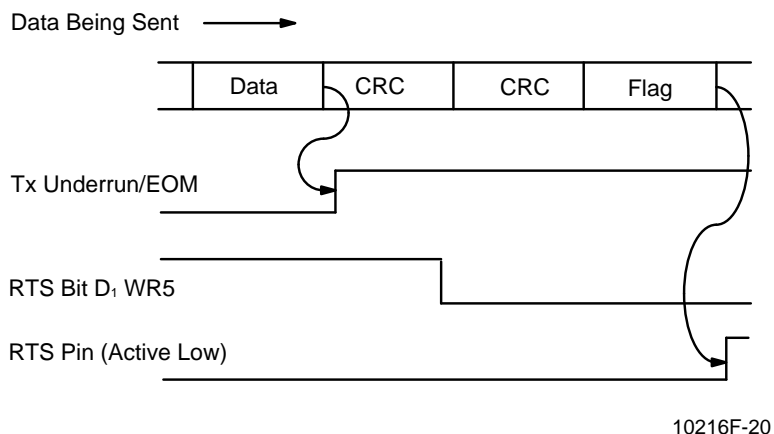 Data Being Sent
Data CRC CRC Flag
Tx Underrun/EOM
RTS Bit D₁ WR5
RTS Pin (Active Low)
10216F-20